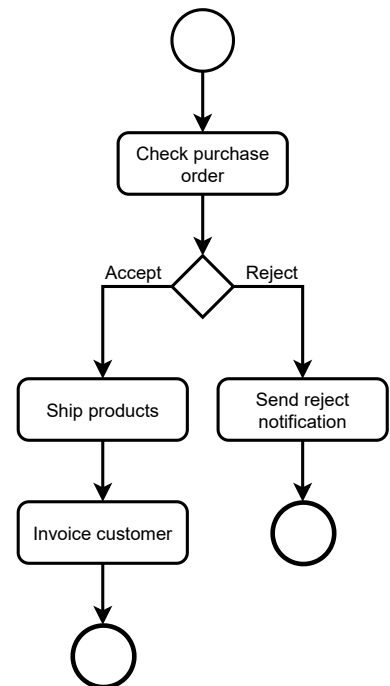 Check purchase
order
Accept
Reject
Ship products
Send reject
notification
Invoice customer